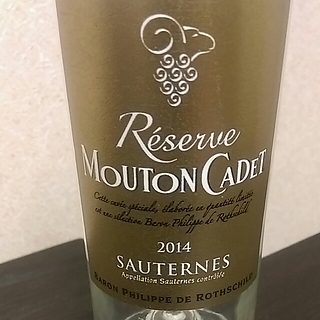 Réserve
MOUTON CADET
Cette cuvée spéciale, élaborée en quantité limitée
est une sélection Baron Philippe de Rothschild
2014
SAUTERNES
Appellation Sauternes contrôlée
BARON PHILIPPE DE ROTHSCHILD